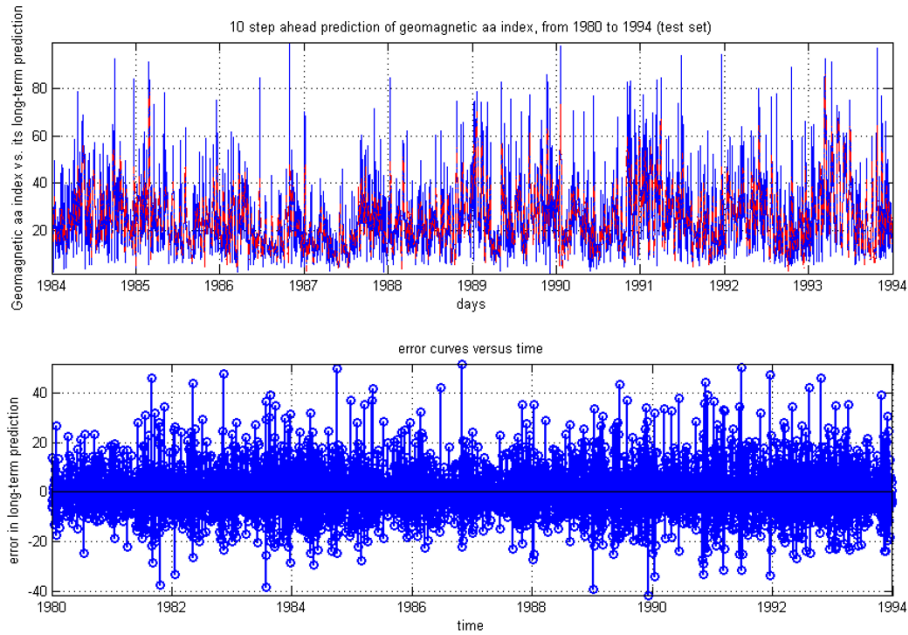 10 step ahead prediction of geomagnetic aa index, from 1980 to 1994 (test set)
Geomagnetic aa index vs. its long-term prediction
80
60
40
20
1984 1985 1986 1987 1988 1989 1990 1991 1992 1993 1994
days
error curves versus time
error in long-term prediction
40
20
0
-20
-40
1980 1982 1984 1986 1988 1990 1992 1994
time